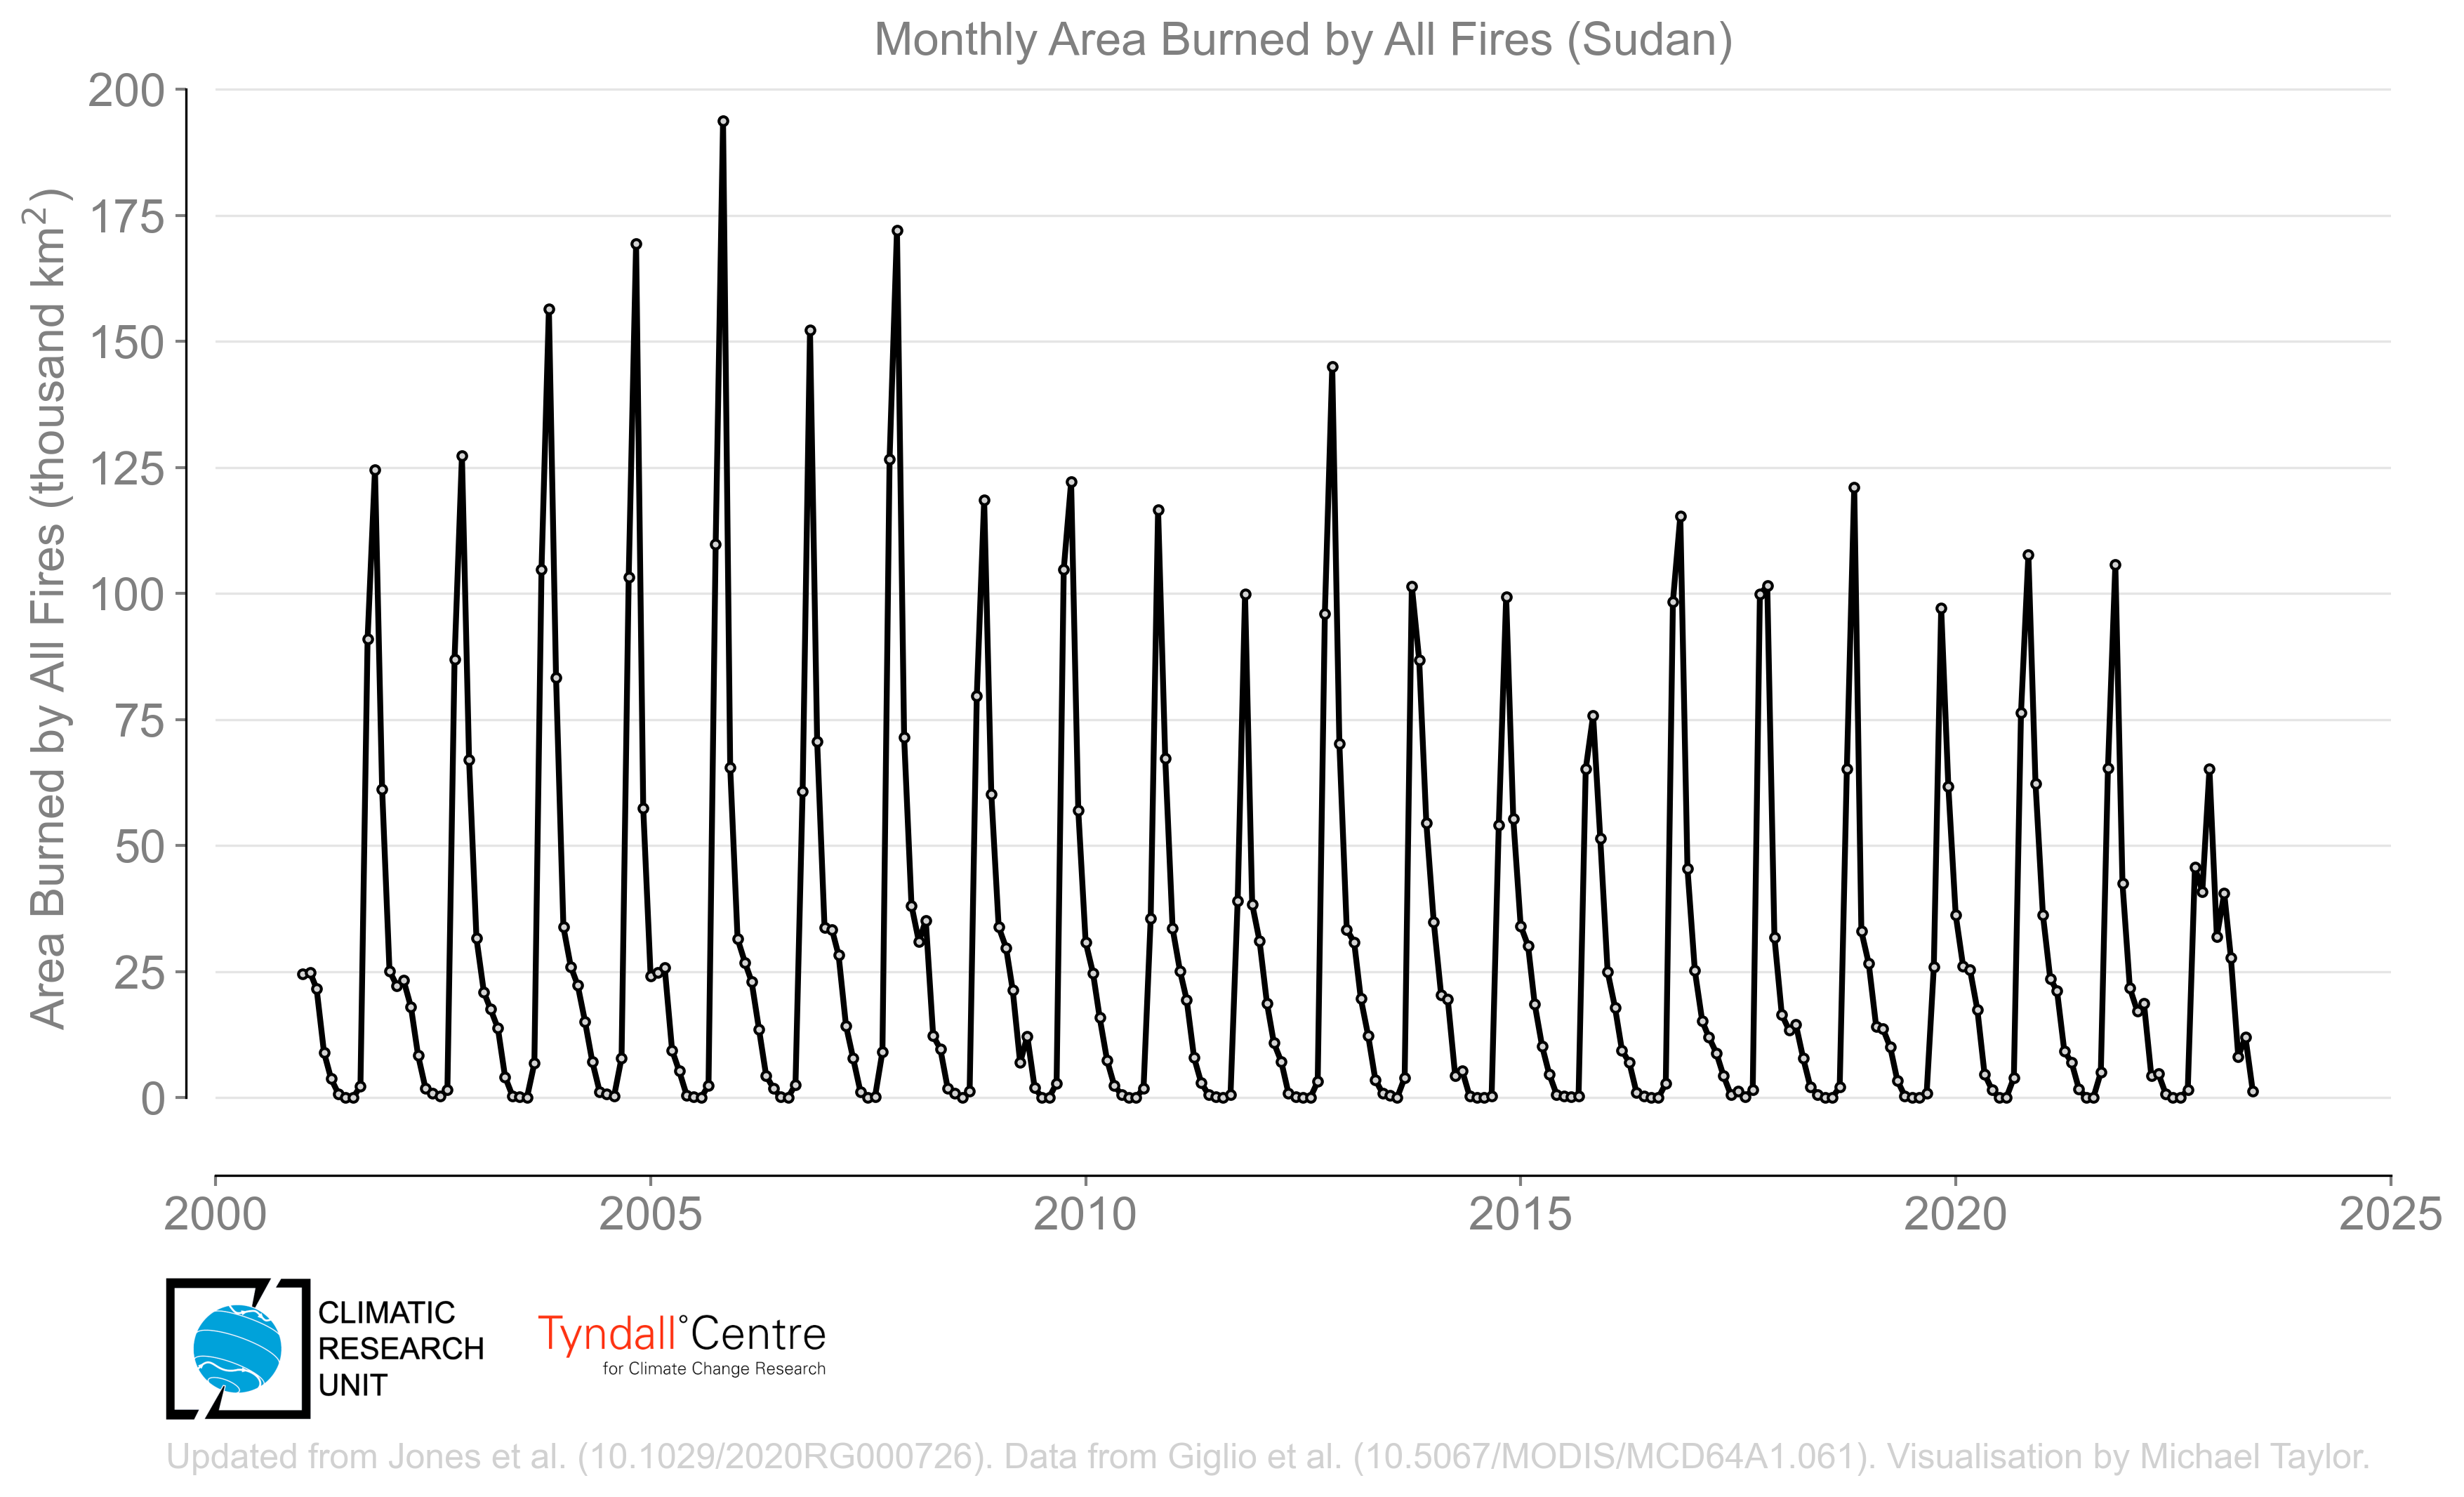 Monthly Area Burned by All Fires (Sudan)
Area Burned by All Fires (thousand km²)
200
175
150
125
100
75
50
25
0
2000 2005 2010 2015 2020 2025
CLIMATIC
RESEARCH
UNIT
Tyndall°Centre
for Climate Change Research
Updated from Jones et al. (10.1029/2020RG000726). Data from Giglio et al. (10.5067/MODIS/MCD64A1.061). Visualisation by Michael Taylor.